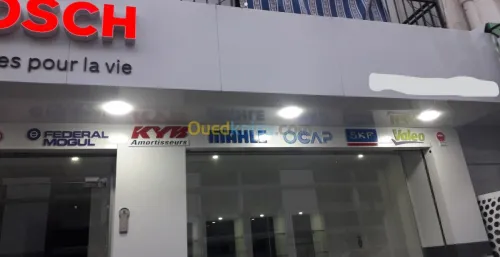 OSCH
es pour la vie
FEDERAL MOGUL
KYB Amortisseurs
MAHLE
OCAP
SKF
Valeo
Oued